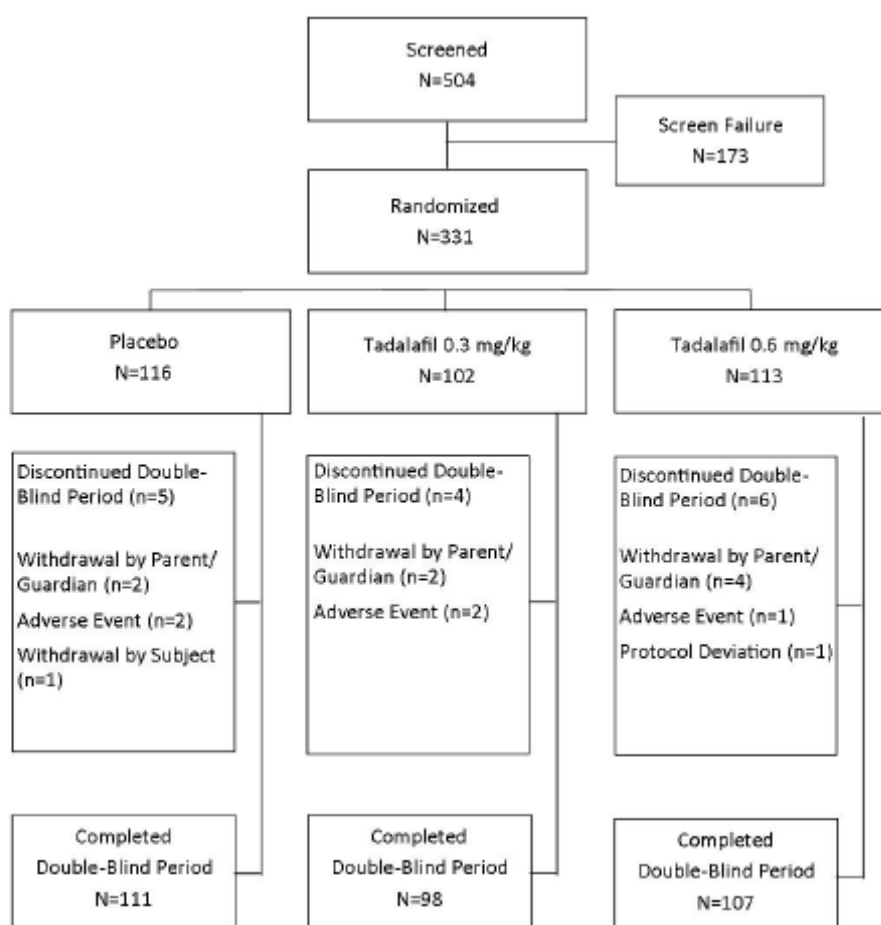 Screened
N=504
Screen Failure
N=173
Randomized
N=331
Placebo
N=116
Tadalafil 0.3 mg/kg
N=102
Tadalafil 0.6 mg/kg
N=113
Discontinued Double-
Blind Period (n=5)
Withdrawal by Parent/
Guardian (n=2)
Adverse Event (n=2)
Withdrawal by Subject
(n=1)
Discontinued Double-
Blind Period (n=4)
Withdrawal by Parent/
Guardian (n=2)
Adverse Event (n=2)
Discontinued Double-
Blind Period (n=6)
Withdrawal by Parent/
Guardian (n=4)
Adverse Event (n=1)
Protocol Deviation (n=1)
Completed
Double-Blind Period
N=111
Completed
Double-Blind Period
N=98
Completed
Double-Blind Period
N=107